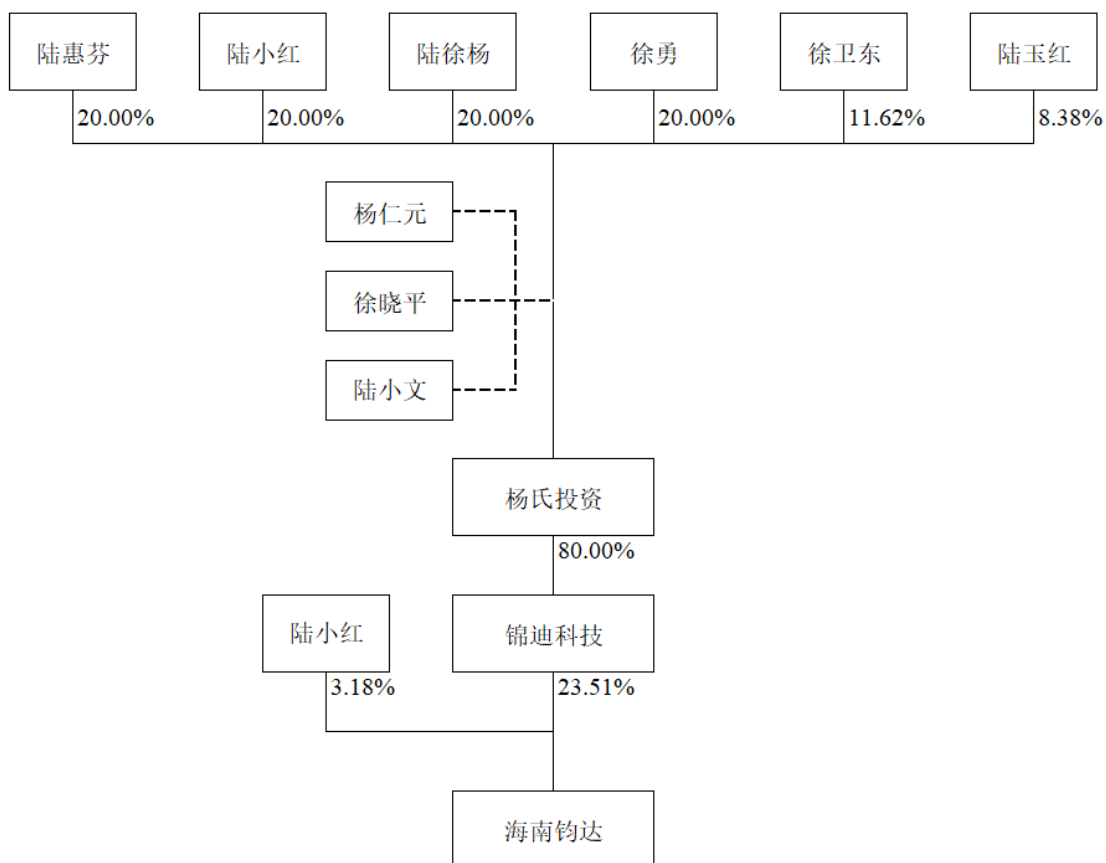 陆惠芬
陆小红
陆徐杨
徐勇
徐卫东
陆玉红
20.00%
20.00%
20.00%
20.00%
11.62%
8.38%
杨仁元
徐晓平
陆小文
杨氏投资
80.00%
陆小红
锦迪科技
3.18%
23.51%
海南钧达